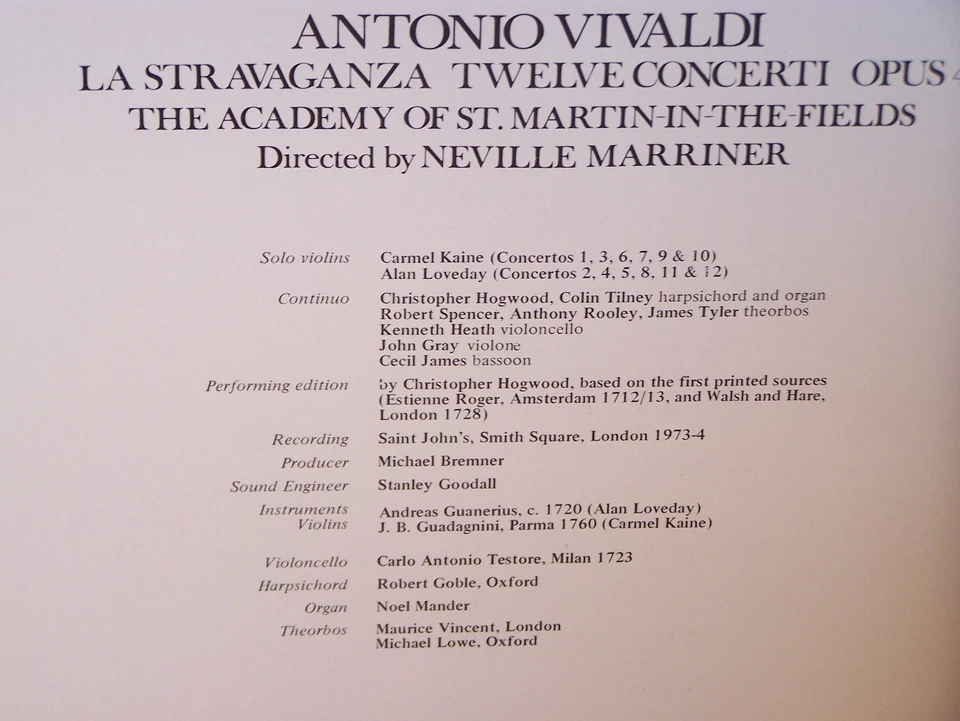 ANTONIO VIVALDI
LA STRAVAGANZA TWELVE CONCERTI OPUS 4
THE ACADEMY OF ST. MARTIN-IN-THE-FIELDS
Directed by NEVILLE MARRINER
Solo violins Carmel Kaine (Concertos 1, 3, 6, 7, 9 & 10)
Alan Loveday (Concertos 2, 4, 5, 8, 11 & 12)
Continuo Christopher Hogwood, Colin Tilney harpsichord and organ
Robert Spencer, Anthony Rooley, James Tyler theorbos
Kenneth Heath violoncello
John Gray violone
Cecil James bassoon
Performing edition by Christopher Hogwood, based on the first printed sources
(Estienne Roger, Amsterdam 1712/13, and Walsh and Hare,
London 1728)
Recording Saint John's, Smith Square, London 1973-4
Producer Michael Bremner
Sound Engineer Stanley Goodall
Instruments
Violins Andreas Guanerius, c. 1720 (Alan Loveday)
J. B. Guadagnini, Parma 1760 (Carmel Kaine)
Violoncello Carlo Antonio Testore, Milan 1723
Harpsichord Robert Goble, Oxford
Organ Noel Mander
Theorbos Maurice Vincent, London
Michael Lowe, Oxford